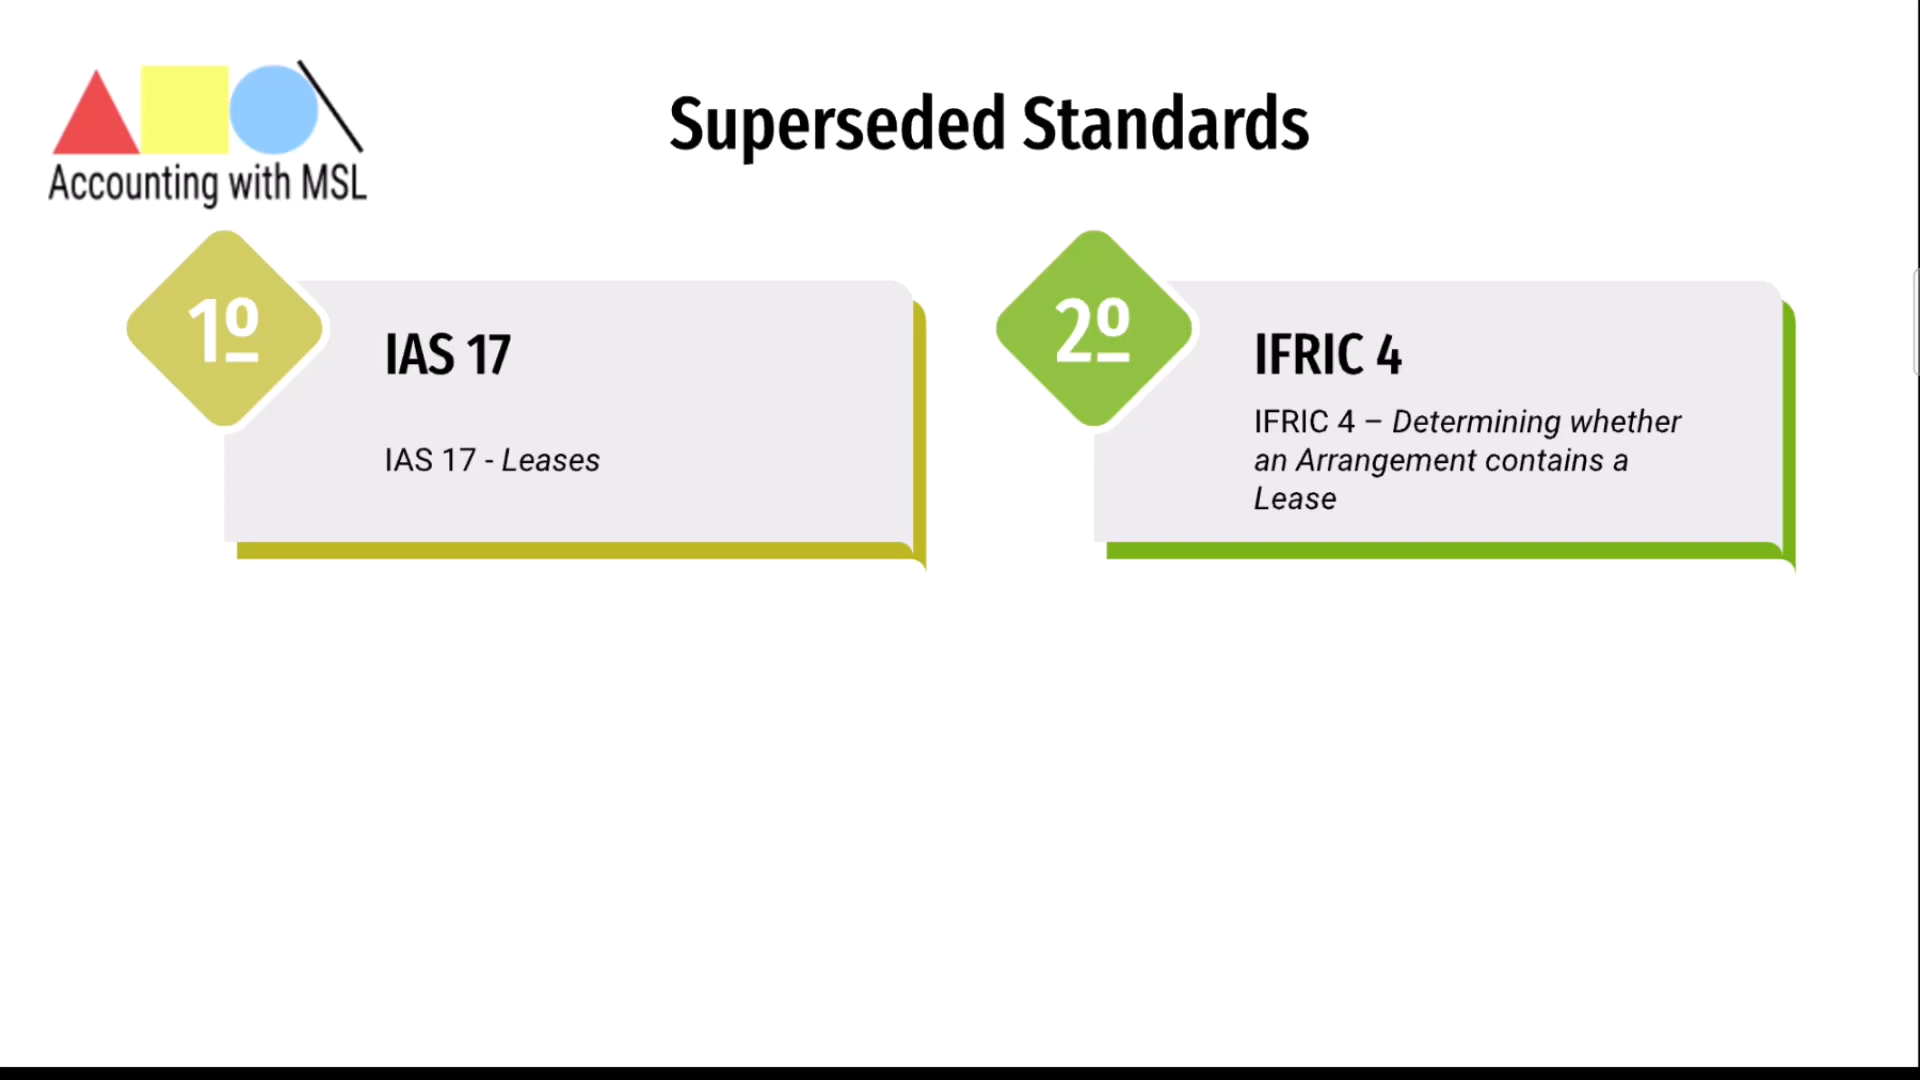 Accounting with MSL
Superseded Standards
1º
IAS 17
IAS 17 - Leases
2º
IFRIC 4
IFRIC 4 – Determining whether
an Arrangement contains a
Lease